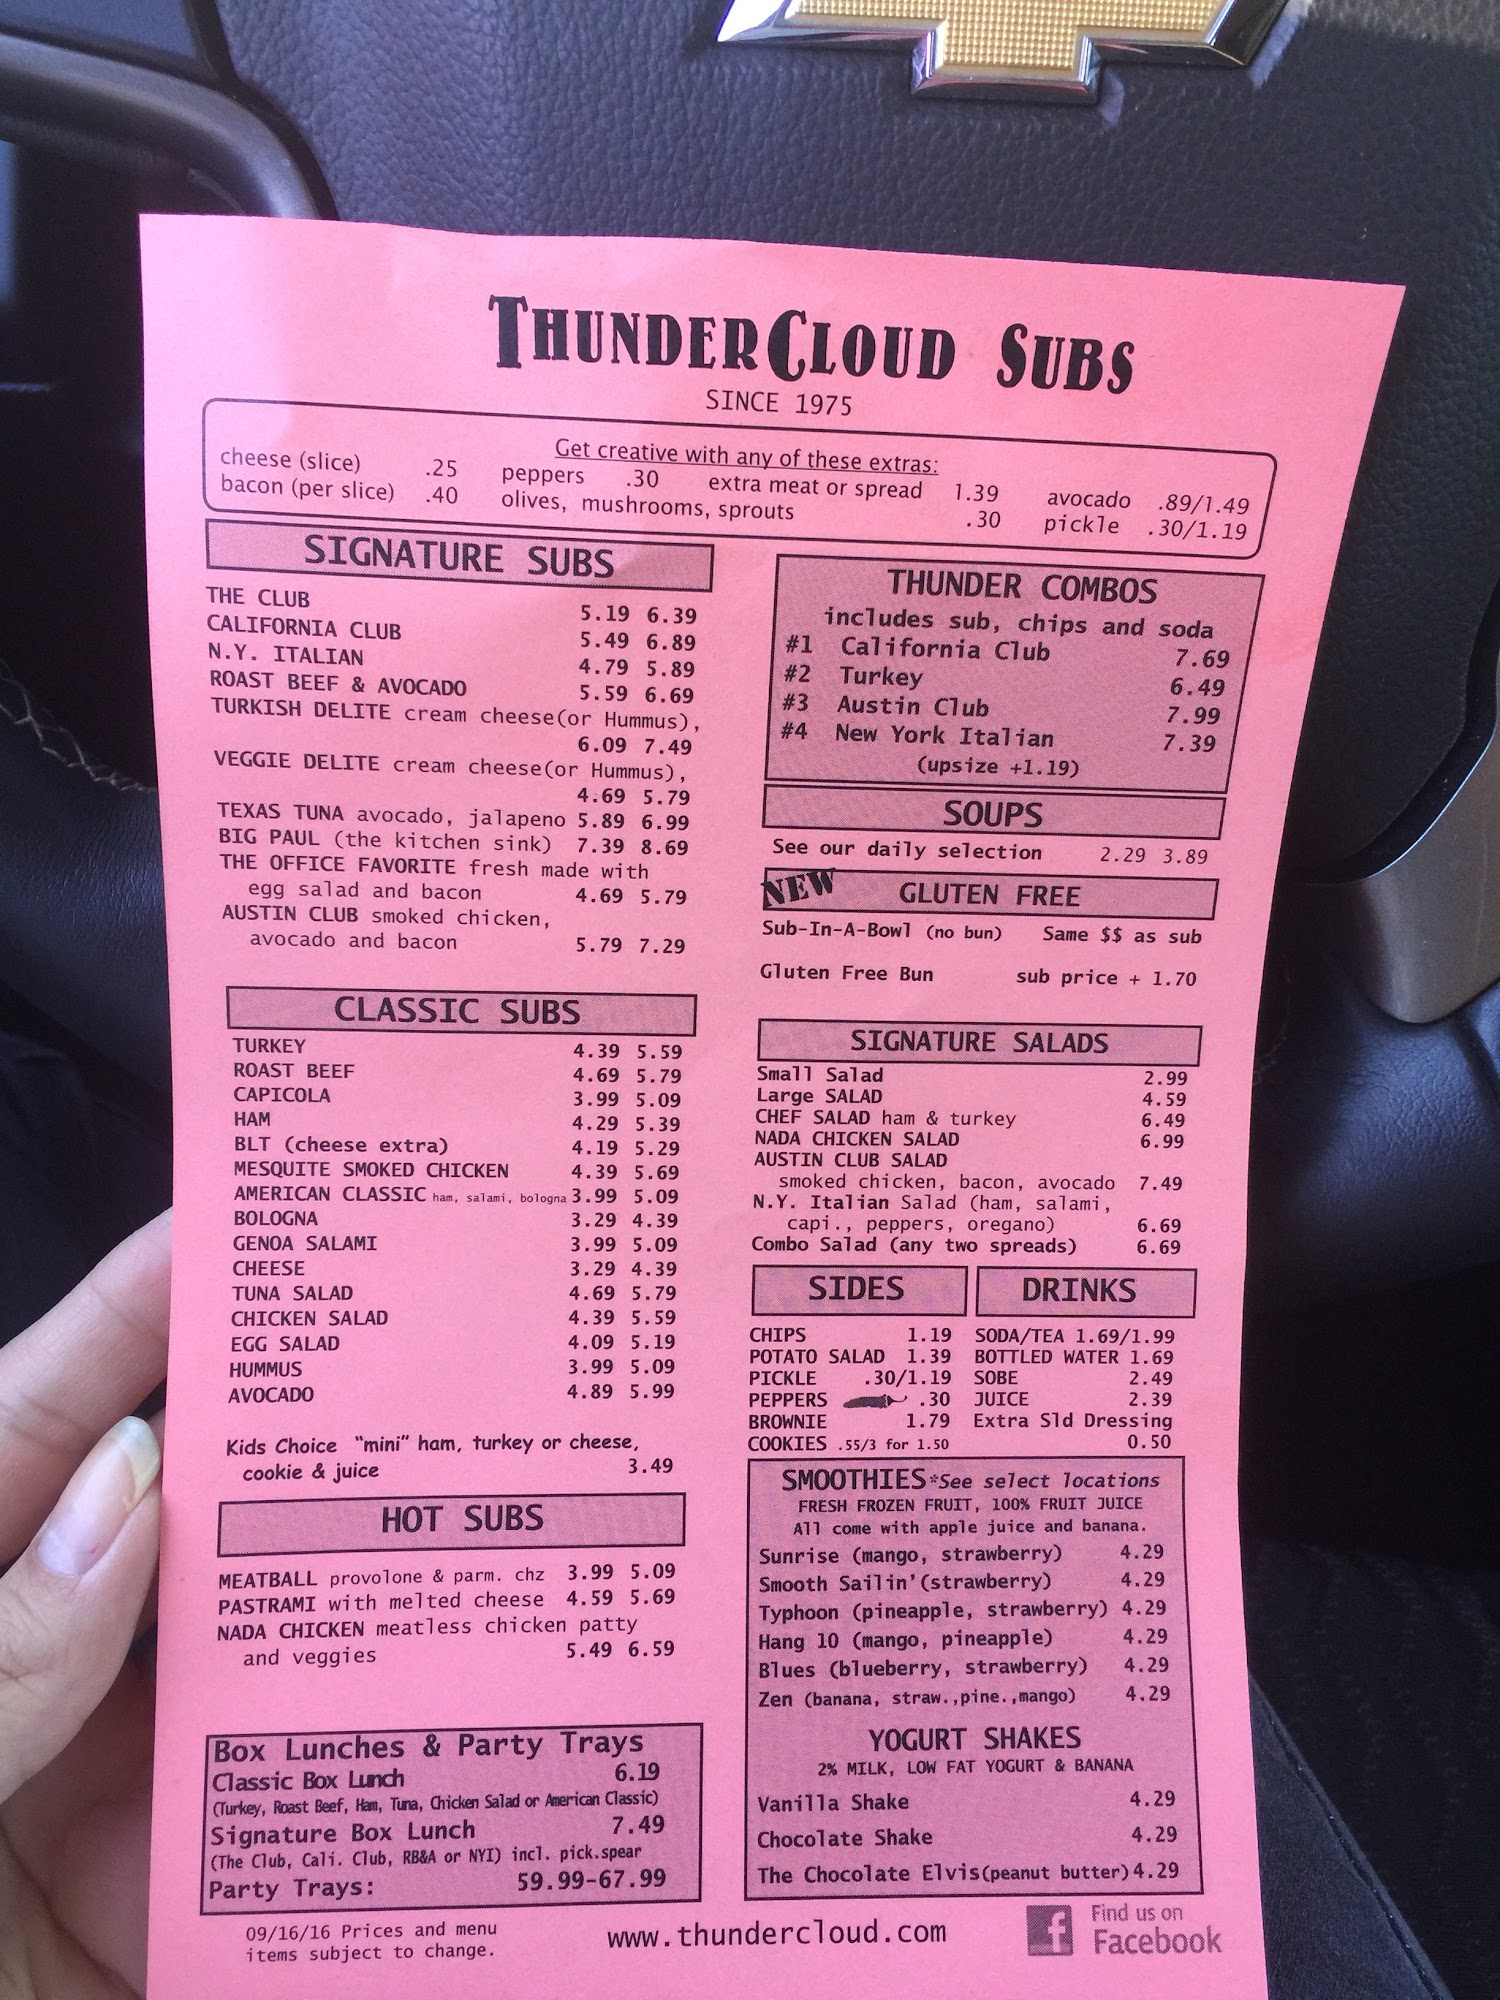 THUNDERCLOUD SUBS
SINCE 1975
Get creative with any of these extras:
cheese (slice) .25 peppers .30 extra meat or spread 1.39 avocado .89/1.49
bacon (per slice) .40 olives, mushrooms, sprouts .30 pickle .30/1.19
SIGNATURE SUBS
THE CLUB 5.19 6.39
CALIFORNIA CLUB 5.49 6.89
N.Y. ITALIAN 4.79 5.89
ROAST BEEF & AVOCADO 5.59 6.69
TURKISH DELITE cream cheese(or Hummus),
6.09 7.49
VEGGIE DELITE cream cheese(or Hummus),
4.69 5.79
TEXAS TUNA avocado, jalapeno 5.89 6.99
BIG PAUL (the kitchen sink) 7.39 8.69
THE OFFICE FAVORITE fresh made with
egg salad and bacon 4.69 5.79
AUSTIN CLUB smoked chicken,
avocado and bacon 5.79 7.29
CLASSIC SUBS
TURKEY 4.39 5.59
ROAST BEEF 4.69 5.79
CAPICOLA 3.99 5.09
HAM 4.29 5.39
BLT (cheese extra) 4.19 5.29
MESQUITE SMOKED CHICKEN 4.39 5.69
AMERICAN CLASSIC ham, salami, bologna 3.99 5.09
BOLOGNA 3.29 4.39
GENOA SALAMI 3.99 5.09
CHEESE 3.29 4.39
TUNA SALAD 4.69 5.79
CHICKEN SALAD 4.39 5.59
EGG SALAD 4.09 5.19
HUMMUS 3.99 5.09
AVOCADO 4.89 5.99
Kids Choice "mini" ham, turkey or cheese,
cookie & juice 3.49
HOT SUBS
MEATBALL provolone & parm. chz 3.99 5.09
PASTRAMI with melted cheese 4.59 5.69
NADA CHICKEN meatless chicken patty
and veggies 5.49 6.59
Box Lunches & Party Trays
Classic Box Lunch 6.19
(Turkey, Roast Beef, Ham, Tuna, Chicken Salad or American Classic)
Signature Box Lunch 7.49
(The Club, Cali. Club, RB&A or NYI) incl. pick.spear
Party Trays: 59.99-67.99
09/16/16 Prices and menu
items subject to change.
THUNDER COMBOS
includes sub, chips and soda
#1 California Club 7.69
#2 Turkey 6.49
#3 Austin Club 7.99
#4 New York Italian 7.39
(upsize +1.19)
SOUPS
See our daily selection 2.29 3.89
NEW GLUTEN FREE
Sub-In-A-Bowl (no bun) Same $$ as sub
Gluten Free Bun sub price + 1.70
SIGNATURE SALADS
Small Salad 2.99
Large SALAD 4.59
CHEF SALAD ham & turkey 6.49
NADA CHICKEN SALAD 6.99
AUSTIN CLUB SALAD
smoked chicken, bacon, avocado 7.49
N.Y. Italian Salad (ham, salami,
capi., peppers, oregano) 6.69
Combo Salad (any two spreads) 6.69
SIDES
CHIPS 1.19
POTATO SALAD 1.39
PICKLE .30/1.19
PEPPERS .30
BROWNIE 1.79
COOKIES .55/3 for 1.50
DRINKS
SODA/TEA 1.69/1.99
BOTTLED WATER 1.69
SOBE 2.49
JUICE 2.39
Extra Sld Dressing
0.50
SMOOTHIES *See select locations
FRESH FROZEN FRUIT, 100% FRUIT JUICE
All come with apple juice and banana.
Sunrise (mango, strawberry) 4.29
Smooth Sailin'(strawberry) 4.29
Typhoon (pineapple, strawberry) 4.29
Hang 10 (mango, pineapple) 4.29
Blues (blueberry, strawberry) 4.29
Zen (banana, straw.,pine.,mango) 4.29
YOGURT SHAKES
2% MILK, LOW FAT YOGURT & BANANA
Vanilla Shake 4.29
Chocolate Shake 4.29
The Chocolate Elvis(peanut butter) 4.29
www.thundercloud.com
f Find us on
Facebook